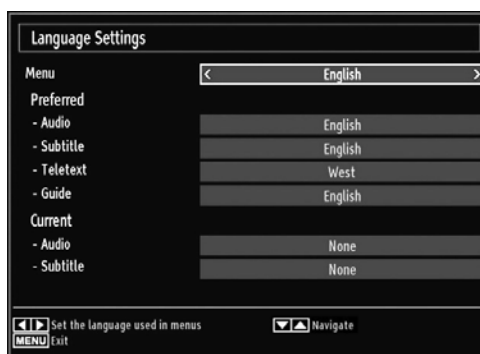 Language Settings
Menu < English >
Preferred
- Audio English
- Subtitle English
- Teletext West
- Guide English
Current
- Audio None
- Subtitle None
Set the language used in menus Navigate
MENU Exit